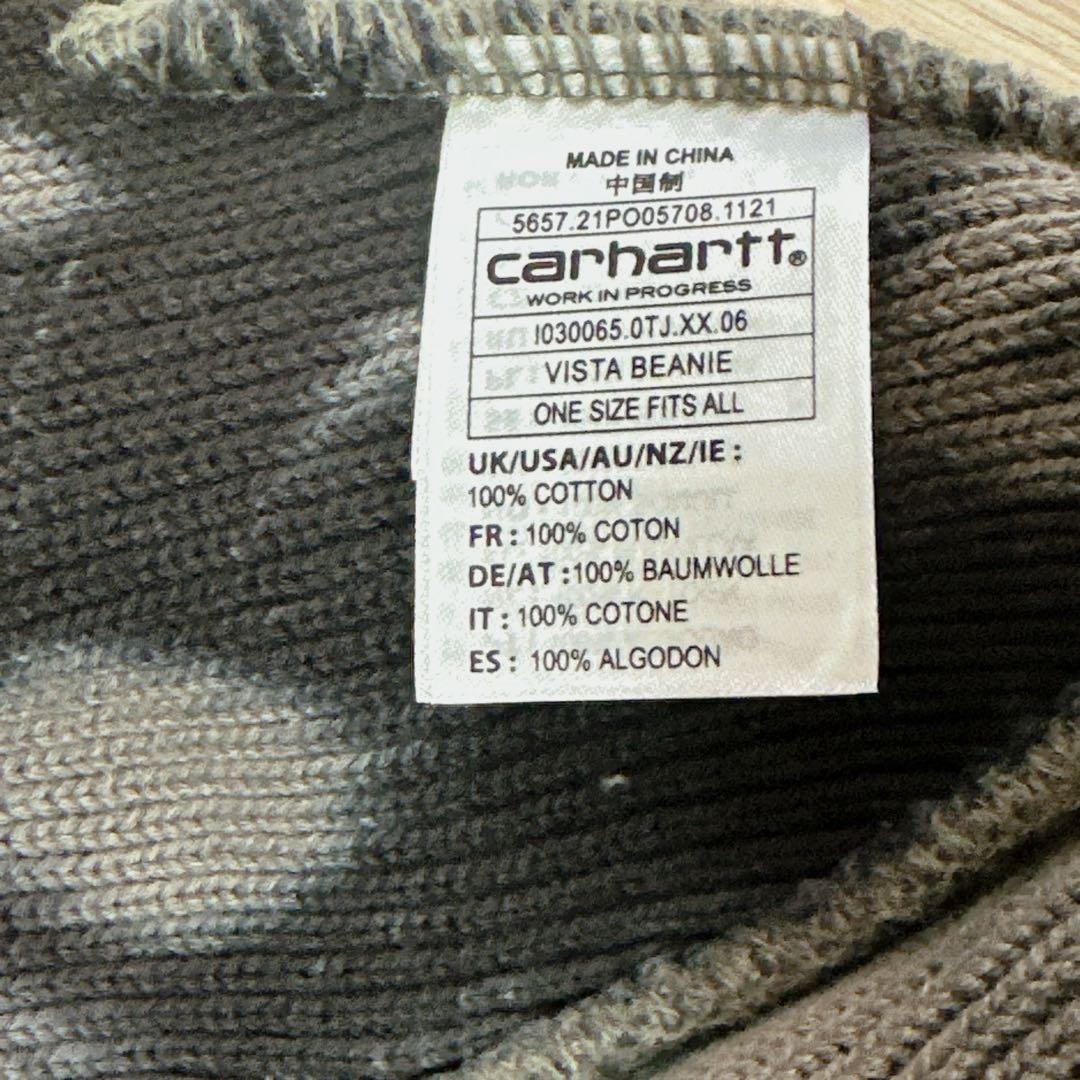 MADE IN CHINA
中国制
5657.21PO05708.1121
carhartt®
WORK IN PROGRESS
I030065.0TJ.XX.06
VISTA BEANIE
ONE SIZE FITS ALL
UK/USA/AU/NZ/IE :
100% COTTON
FR : 100% COTON
DE/AT :100% BAUMWOLLE
IT : 100% COTONE
ES : 100% ALGODON